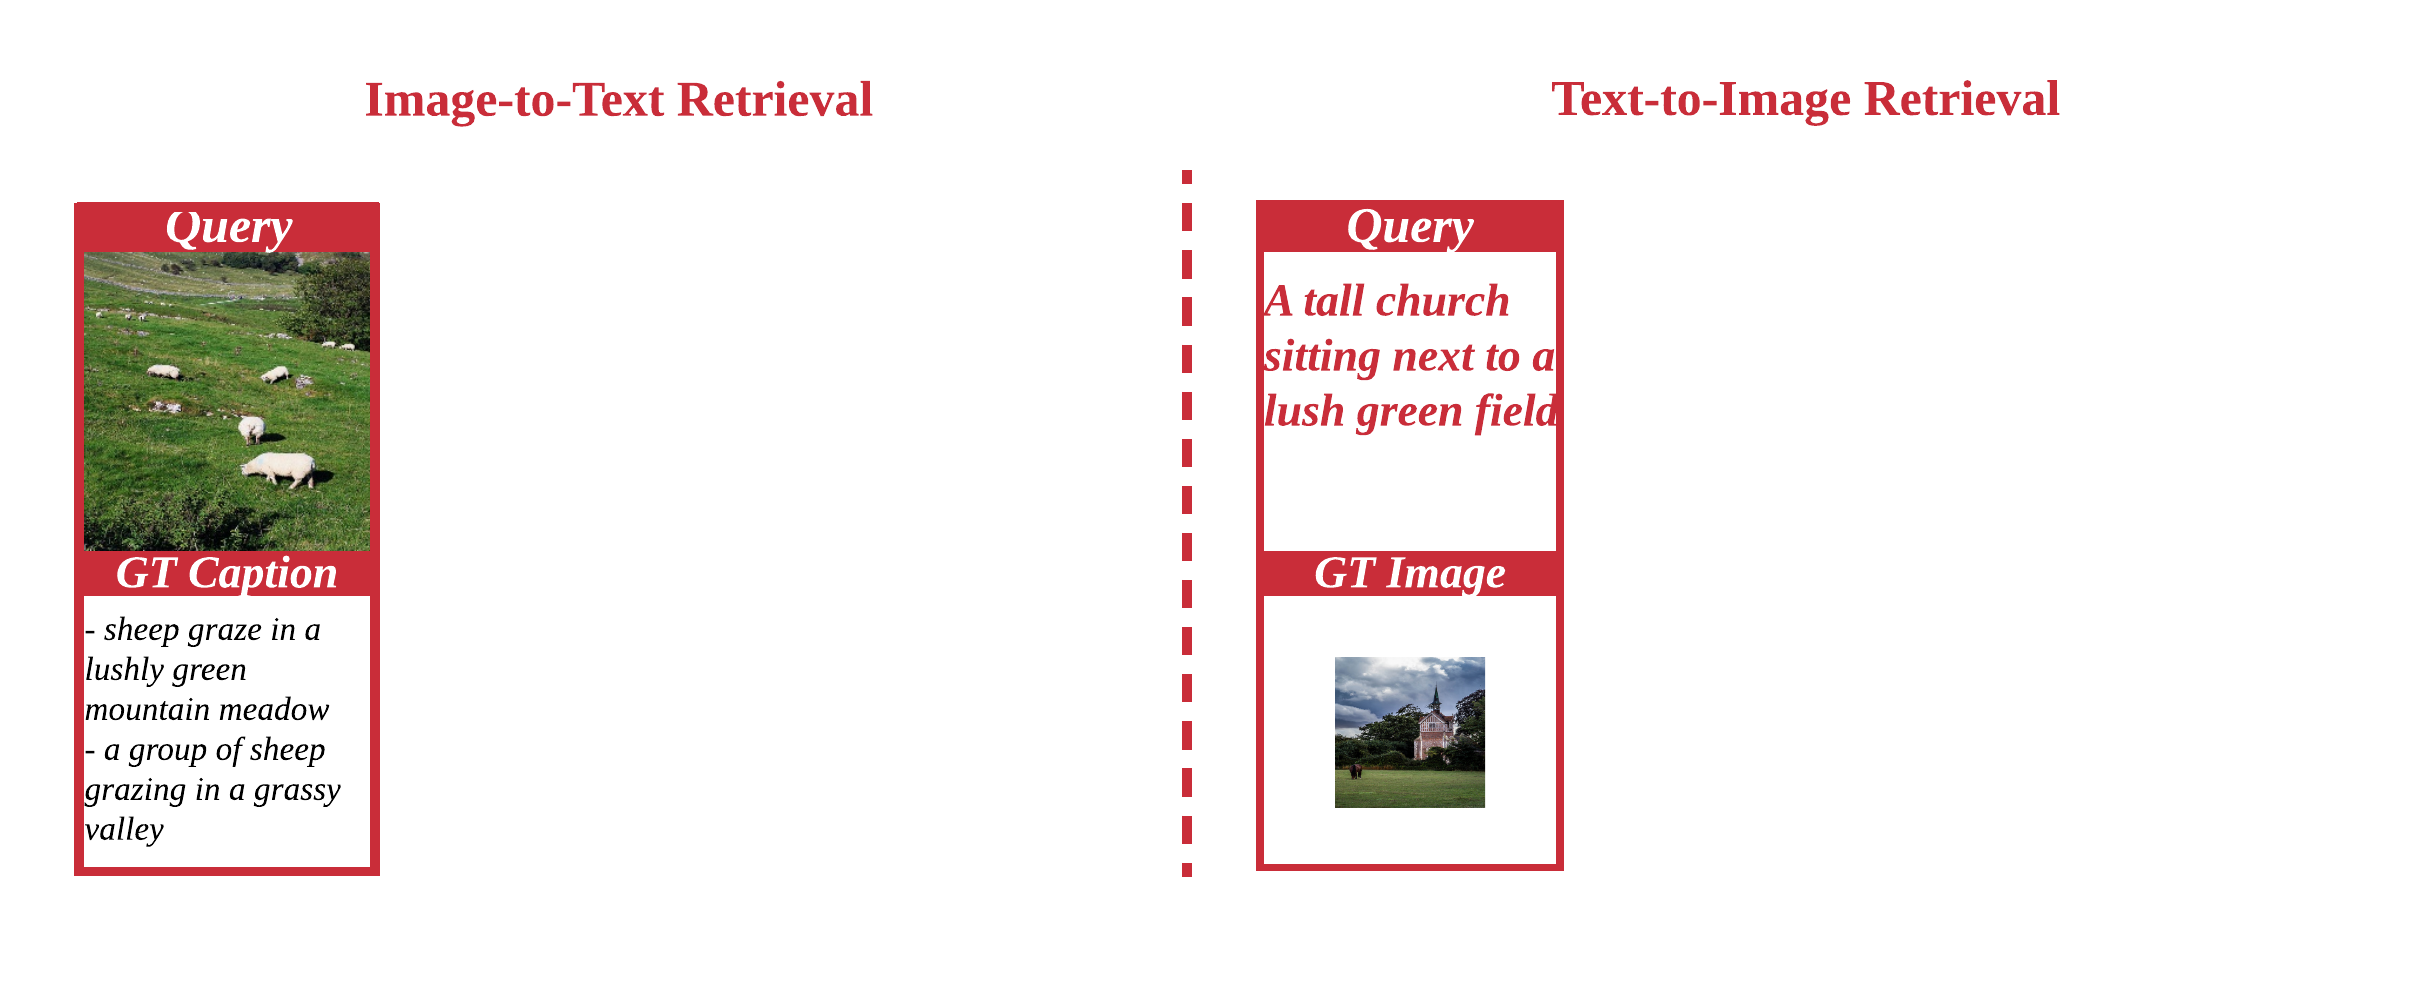 Image-to-Text Retrieval
Query
GT Caption
- sheep graze in a
lushly green
mountain meadow
- a group of sheep
grazing in a grassy
valley
Text-to-Image Retrieval
Query
A tall church
sitting next to a
lush green field
GT Image